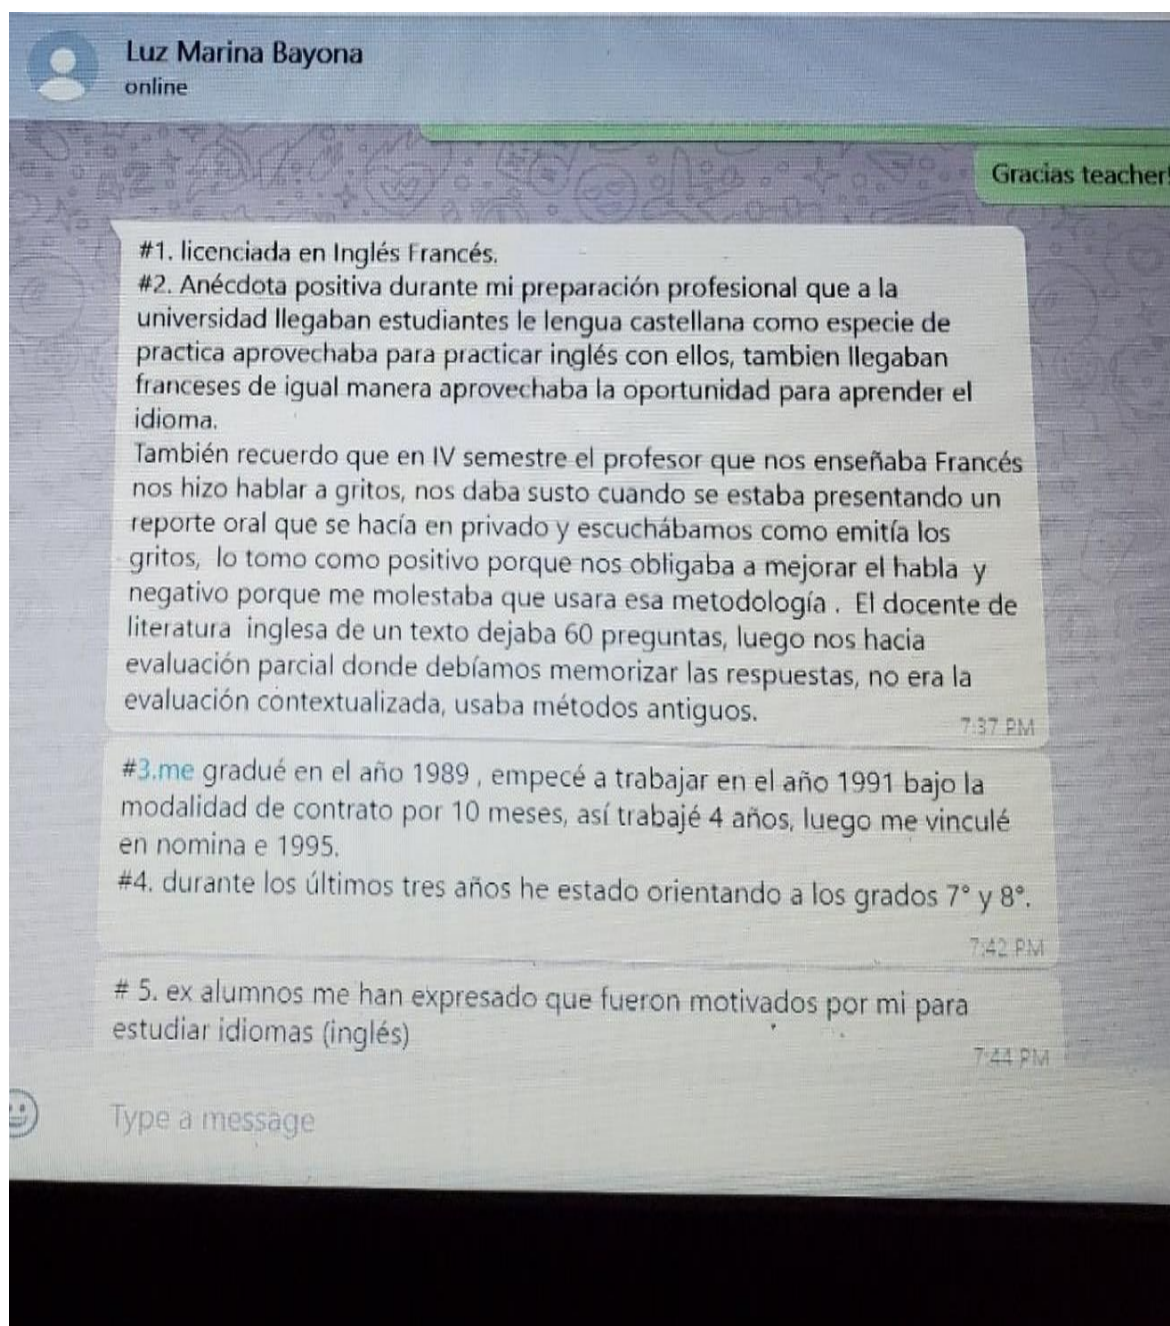 Luz Marina Bayona
online
Gracias teacher!
#1. licenciada en Inglés Francés.
#2. Anécdota positiva durante mi preparación profesional que a la
universidad llegaban estudiantes le lengua castellana como especie de
practica aprovechaba para practicar inglés con ellos, tambien llegaban
franceses de igual manera aprovechaba la oportunidad para aprender el
idioma.
También recuerdo que en IV semestre el profesor que nos enseñaba Francés
nos hizo hablar a gritos, nos daba susto cuando se estaba presentando un
reporte oral que se hacía en privado y escuchábamos como emitía los
gritos, lo tomo como positivo porque nos obligaba a mejorar el habla y
negativo porque me molestaba que usara esa metodología . El docente de
literatura inglesa de un texto dejaba 60 preguntas, luego nos hacia
evaluación parcial donde debíamos memorizar las respuestas, no era la
evaluación contextualizada, usaba métodos antiguos.
7:37 PM
#3.me gradué en el año 1989 , empecé a trabajar en el año 1991 bajo la
modalidad de contrato por 10 meses, así trabajé 4 años, luego me vinculé
en nomina e 1995.
#4. durante los últimos tres años he estado orientando a los grados 7° y 8°.
7:42 PM
# 5. ex alumnos me han expresado que fueron motivados por mi para
estudiar idiomas (inglés)
7:44 PM
Type a message